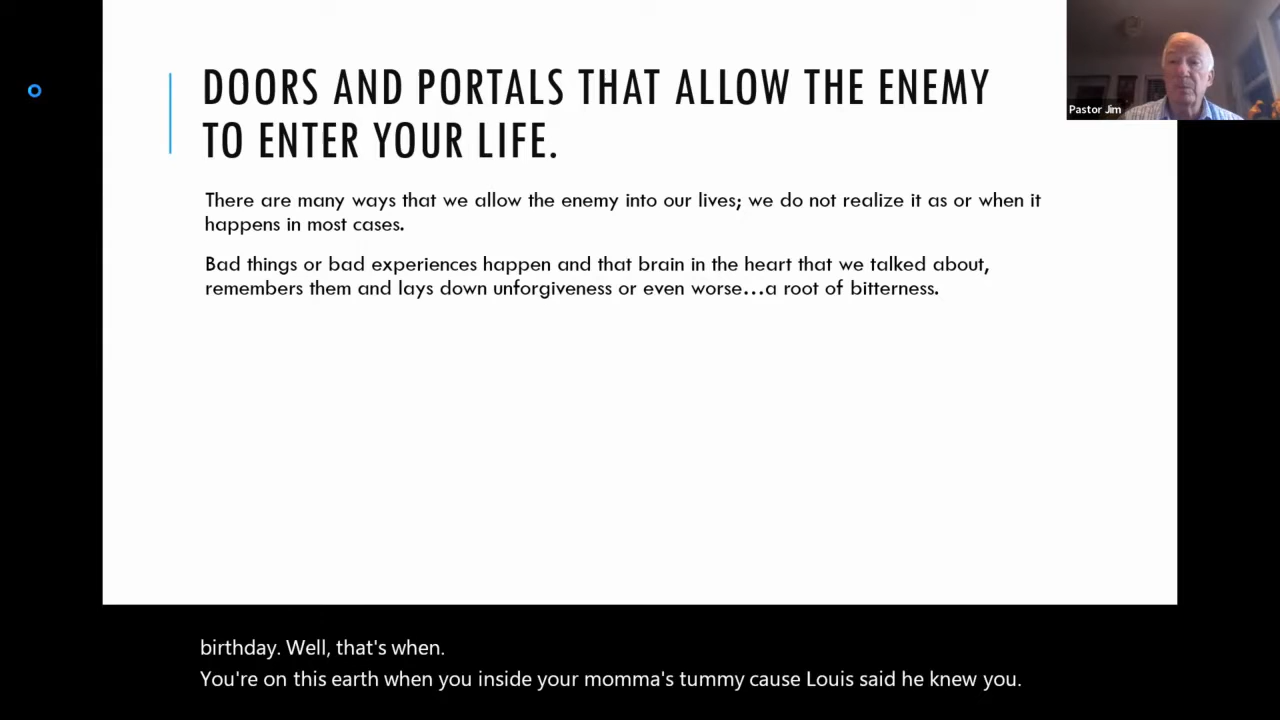 DOORS AND PORTALS THAT ALLOW THE ENEMY
TO ENTER YOUR LIFE.
Pastor Jim
There are many ways that we allow the enemy into our lives; we do not realize it as or when it
happens in most cases.
Bad things or bad experiences happen and that brain in the heart that we talked about,
remembers them and lays down unforgiveness or even worse...a root of bitterness.
birthday. Well, that's when.
You're on this earth when you inside your momma's tummy cause Louis said he knew you.